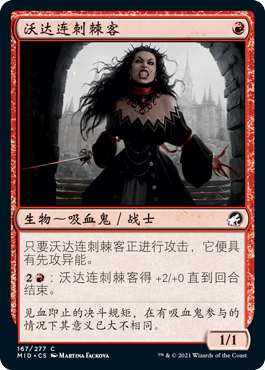 沃达连刺棘客
生物～吸血鬼／战士
只要沃达连刺棘客正进行攻击，它便具
有先攻异能。
2：沃达连刺棘客得 +2/+0 直到回合
结束。
见血即止的决斗规矩，在有吸血鬼参与的
情况下其意义已大不相同。
1/1
167/277 C
MID • CS MARTINA FAČKOVÁ
™ & © 2021 Wizards of the Coast